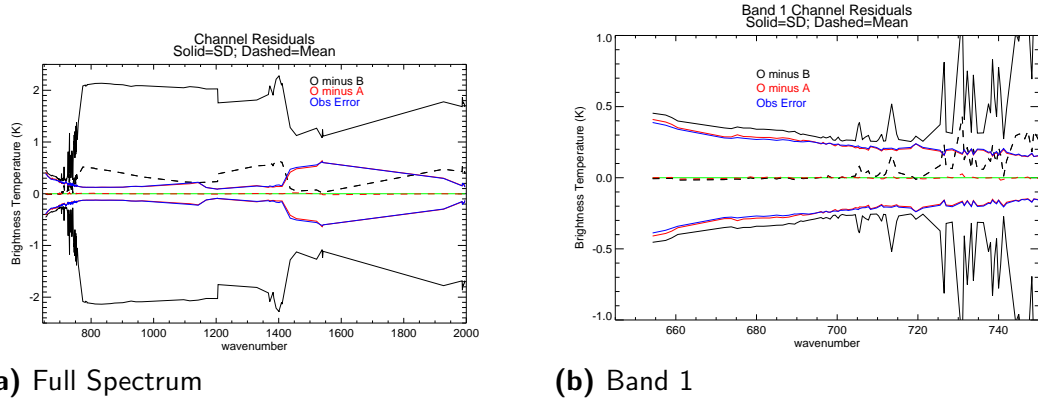 Channel Residuals
Solid=SD; Dashed=Mean
O minus B
O minus A
Obs Error
Brightness Temperature (K)
2
1
0
-1
-2
800 1000 1200 1400 1600 1800 2000
wavenumber
a) Full Spectrum
Band 1 Channel Residuals
Solid=SD; Dashed=Mean
O minus B
O minus A
Obs Error
Brightness Temperature (K)
1.0
0.5
0.0
-0.5
-1.0
660 680 700 720 740
wavenumber
(b) Band 1